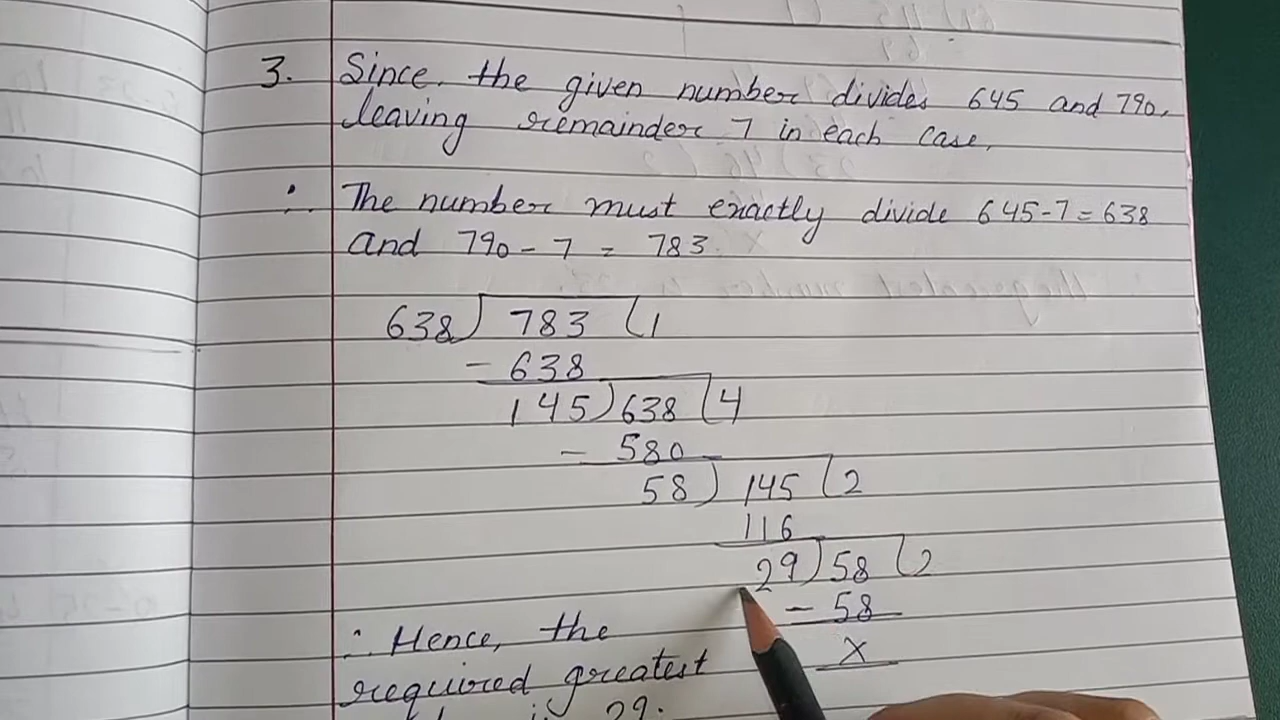 3. Since, the given number divides 645 and 790,
leaving remainder 7 in each case.
∴ The number must exactly divide 645-7=638
and 790-7 = 783.
638) 783 (1
- 638
145) 638 (4
- 580
58) 145 (2
116
29) 58 (2
- 58
x
∴ Hence, the
required greatest
29.